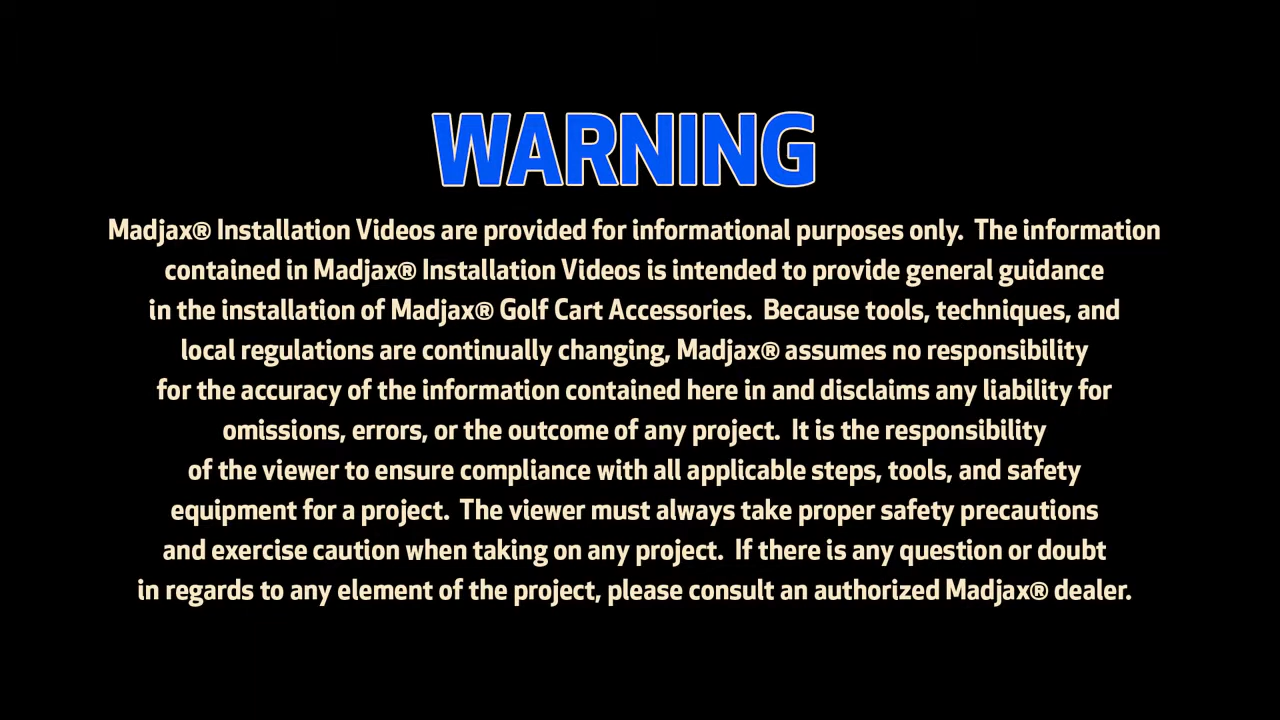 WARNING
Madjax® Installation Videos are provided for informational purposes only.  The information
contained in Madjax® Installation Videos is intended to provide general guidance
in the installation of Madjax® Golf Cart Accessories.  Because tools, techniques, and
local regulations are continually changing, Madjax® assumes no responsibility
for the accuracy of the information contained here in and disclaims any liability for
omissions, errors, or the outcome of any project.  It is the responsibility
of the viewer to ensure compliance with all applicable steps, tools, and safety
equipment for a project.  The viewer must always take proper safety precautions
and exercise caution when taking on any project.  If there is any question or doubt
in regards to any element of the project, please consult an authorized Madjax® dealer.